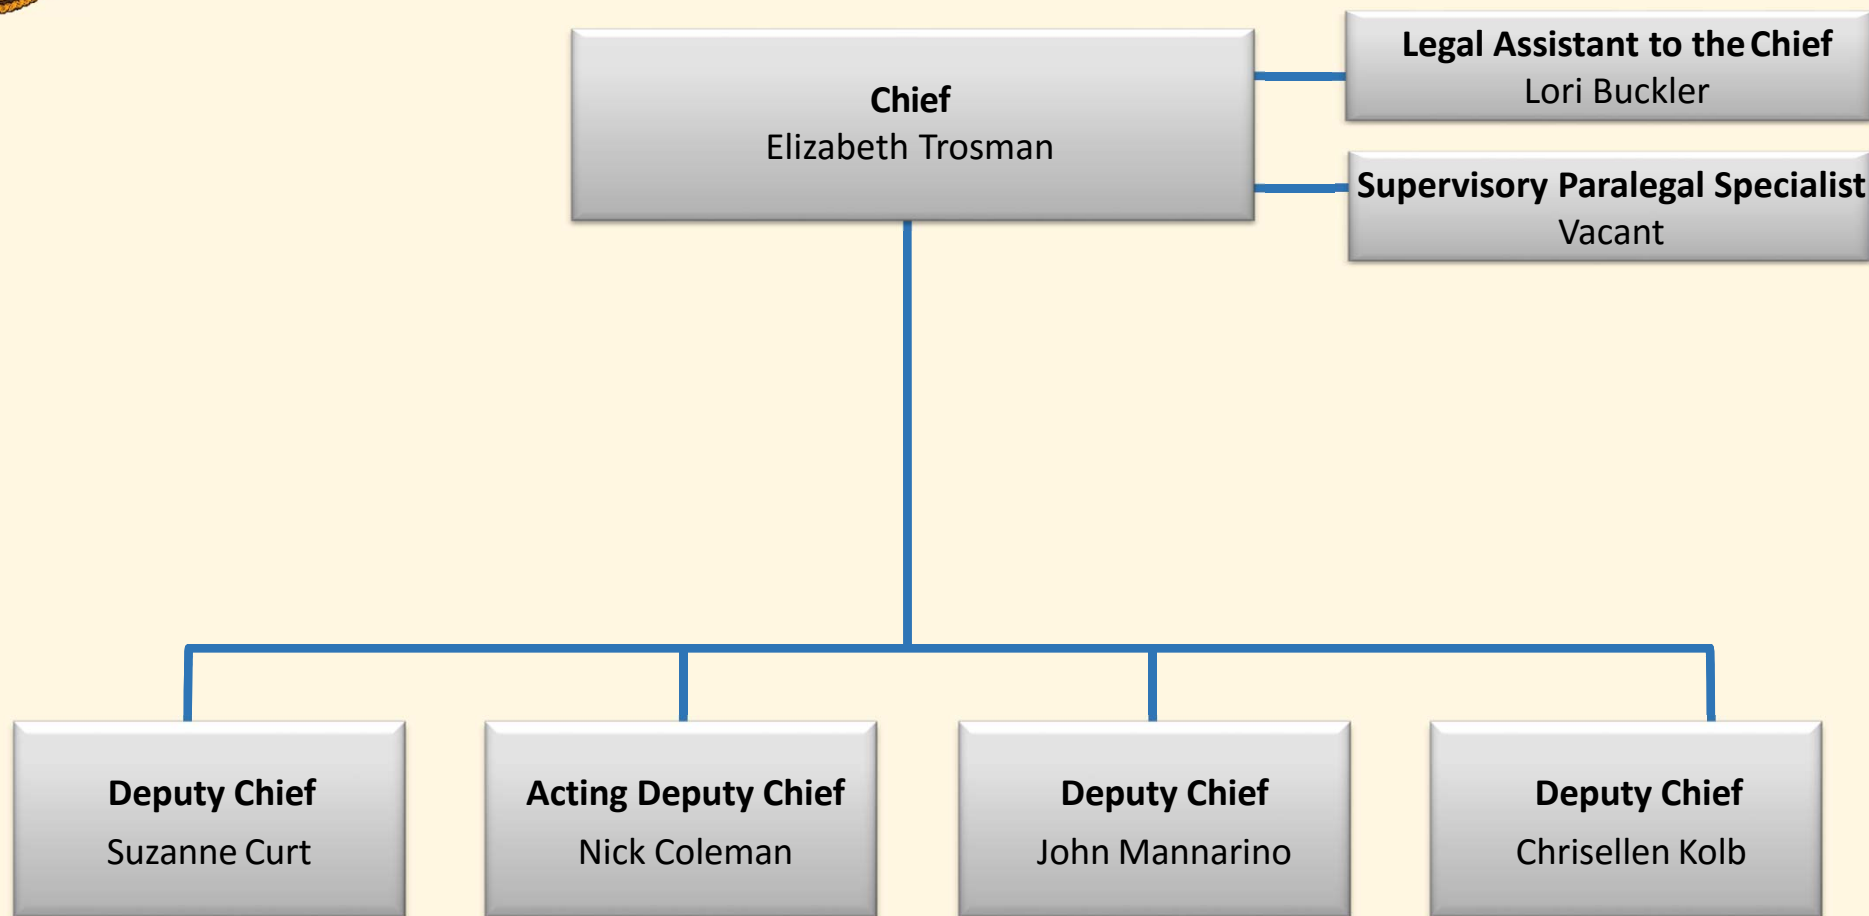 Chief
Elizabeth Trosman
Legal Assistant to the Chief
Lori Buckler
Supervisory Paralegal Specialist
Vacant
Deputy Chief
Suzanne Curt
Acting Deputy Chief
Nick Coleman
Deputy Chief
John Mannarino
Deputy Chief
Chrisellen Kolb